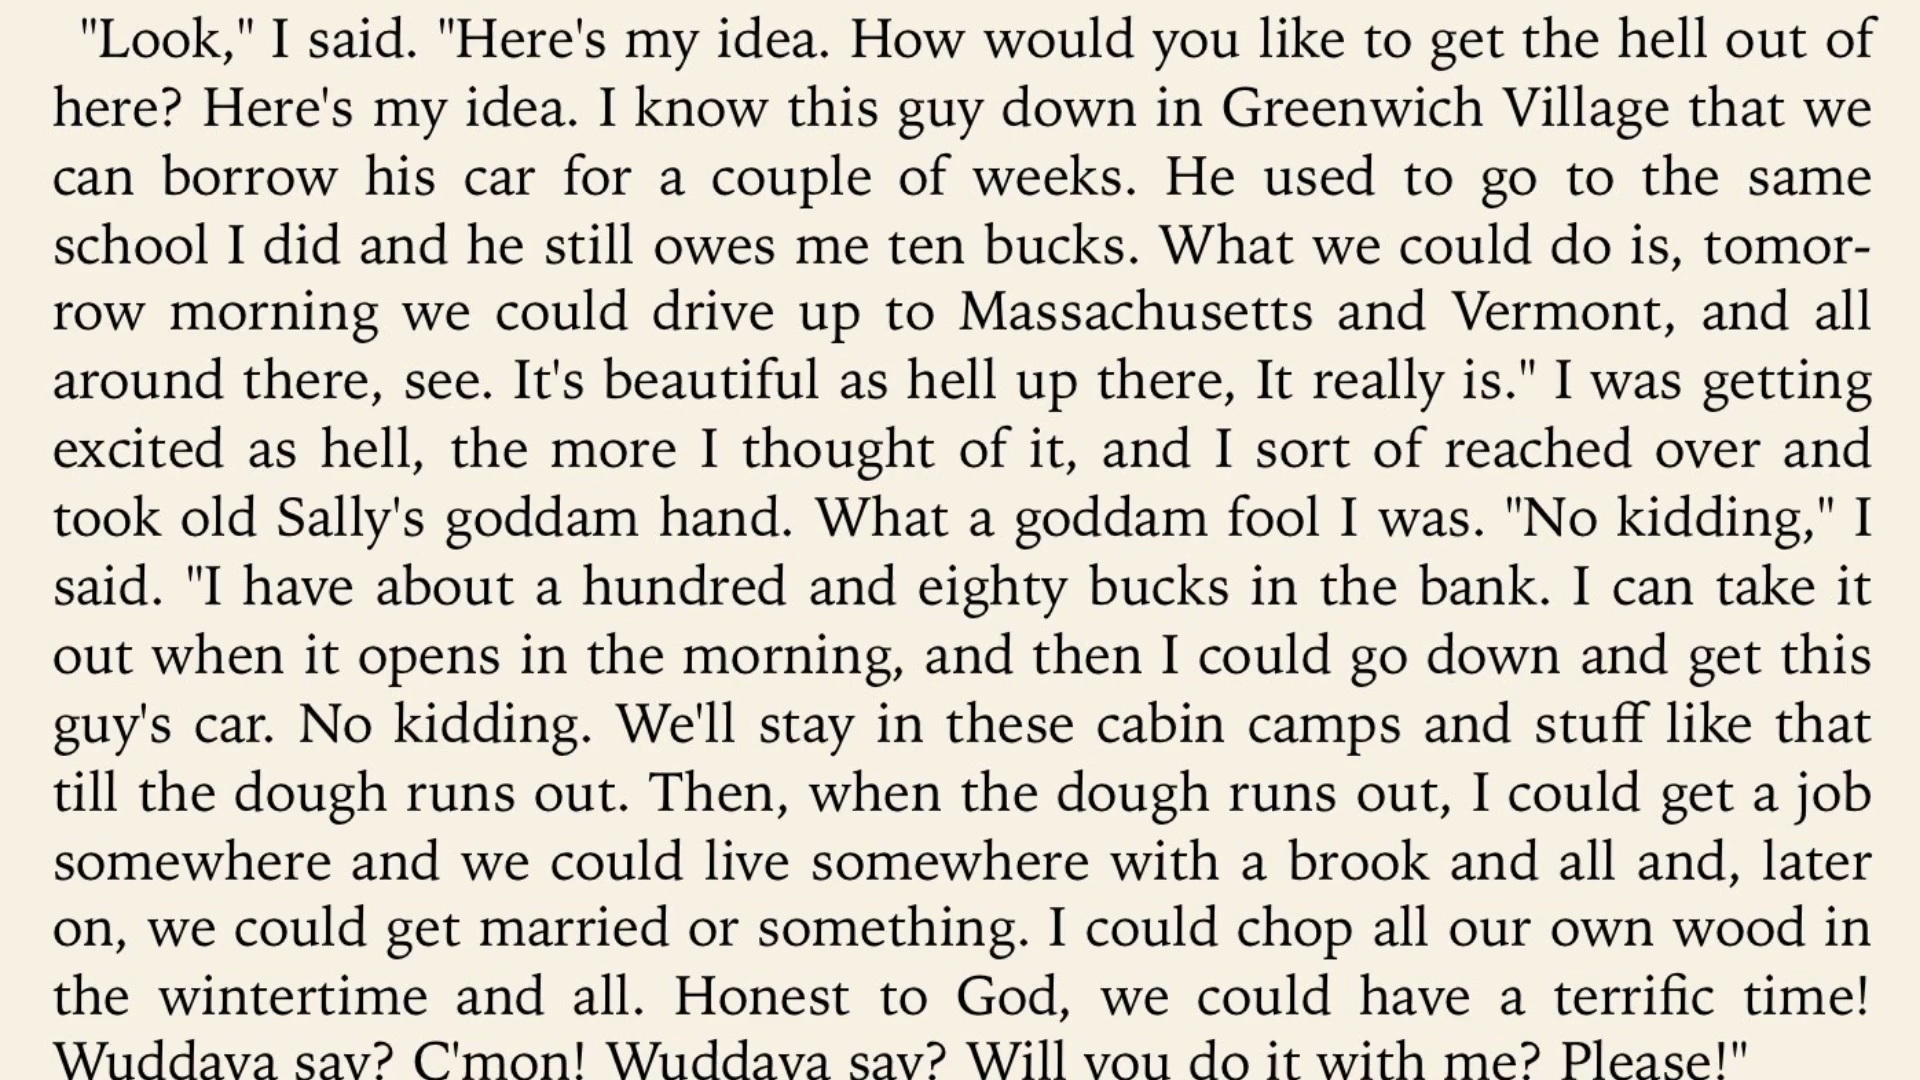 "Look," I said. "Here's my idea. How would you like to get the hell out of
here? Here's my idea. I know this guy down in Greenwich Village that we
can borrow his car for a couple of weeks. He used to go to the same
school I did and he still owes me ten bucks. What we could do is, tomor-
row morning we could drive up to Massachusetts and Vermont, and all
around there, see. It's beautiful as hell up there, It really is." I was getting
excited as hell, the more I thought of it, and I sort of reached over and
took old Sally's goddam hand. What a goddam fool I was. "No kidding," I
said. "I have about a hundred and eighty bucks in the bank. I can take it
out when it opens in the morning, and then I could go down and get this
guy's car. No kidding. We'll stay in these cabin camps and stuff like that
till the dough runs out. Then, when the dough runs out, I could get a job
somewhere and we could live somewhere with a brook and all and, later
on, we could get married or something. I could chop all our own wood in
the wintertime and all. Honest to God, we could have a terrific time!
Wuddaya say? C'mon! Wuddaya say? Will you do it with me? Please!"